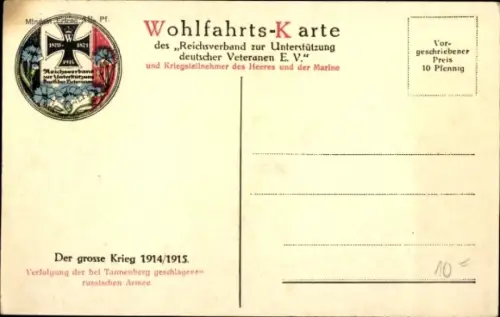 Wohlfahrts-Karte
des „Reichsverband zur Unterstützung
deutscher Veteranen E. V."
und Kriegsteilnehmer des Heeres und der Marine
Vor-
geschriebener
Preis
10 Pfennig
W
1870 1871
1915
Reichsverband
zur Unterstützung
Deutscher Veteranen
Der grosse Krieg 1914/1915.
Verfolgung der bei Tannenberg geschlagenen
russischen Armee
10=